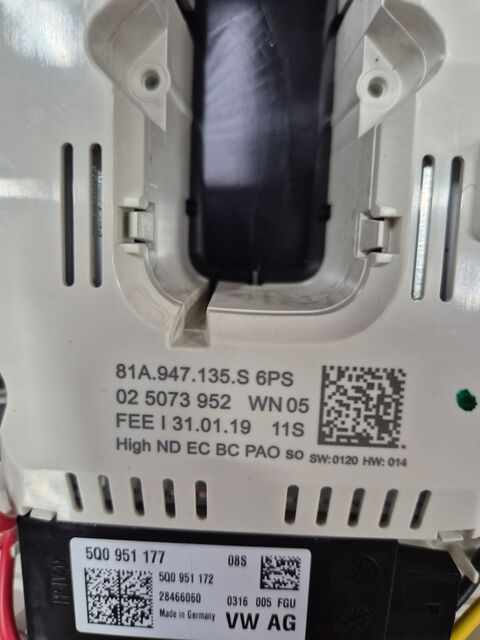 81A.947.135.S 6PS
02 5073 952 WN 05
FEE I 31.01.19 11S
High ND EC BC PAO so SW:0120 HW: 014
5Q0 951 177 08S
5Q0 951 172
28466060 0316 005 FGU
Made in Germany VW AG